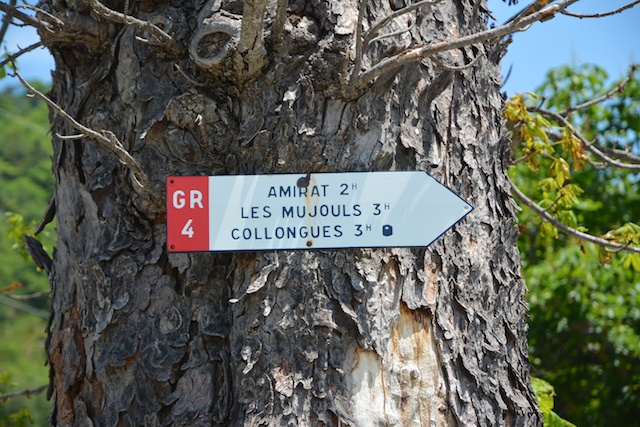 GR
4
AMIRAT 2H
LES MUJOULS 3H
COLLONGUES 3H